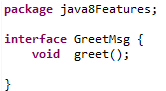 package java8Features;
interface GreetMsg {
void greet();
}